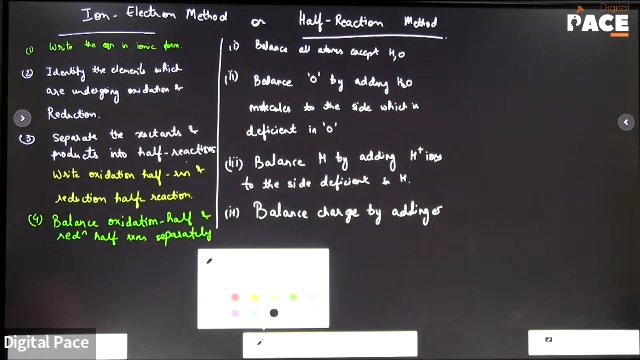 Ion-Electron Method or Half-Reaction Method
(1) Write the eqn in ionic form.
(2) Identify the elements which
are undergoing oxidation &
Reduction.
(3) Separate the reactants &
products into half-reactions
Write oxidation half-rxn &
reduction half reaction.
(4) Balance oxidation-half &
redⁿ half rxns separately
(i) Balance all atoms except H,O
(ii) Balance 'O' by adding H₂O
molecules to the side which is
deficient in 'O'
(iii) Balance H by adding H⁺ ions
to the side deficient in H.
(iv) Balance charge by adding e⁻
Digital
PACE
Digital Pace